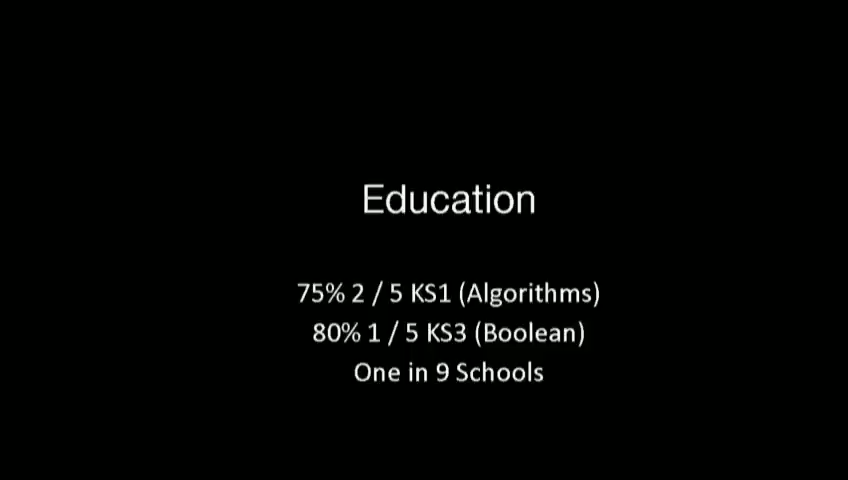 Education
75% 2 / 5 KS1 (Algorithms)
80% 1 / 5 KS3 (Boolean)
One in 9 Schools